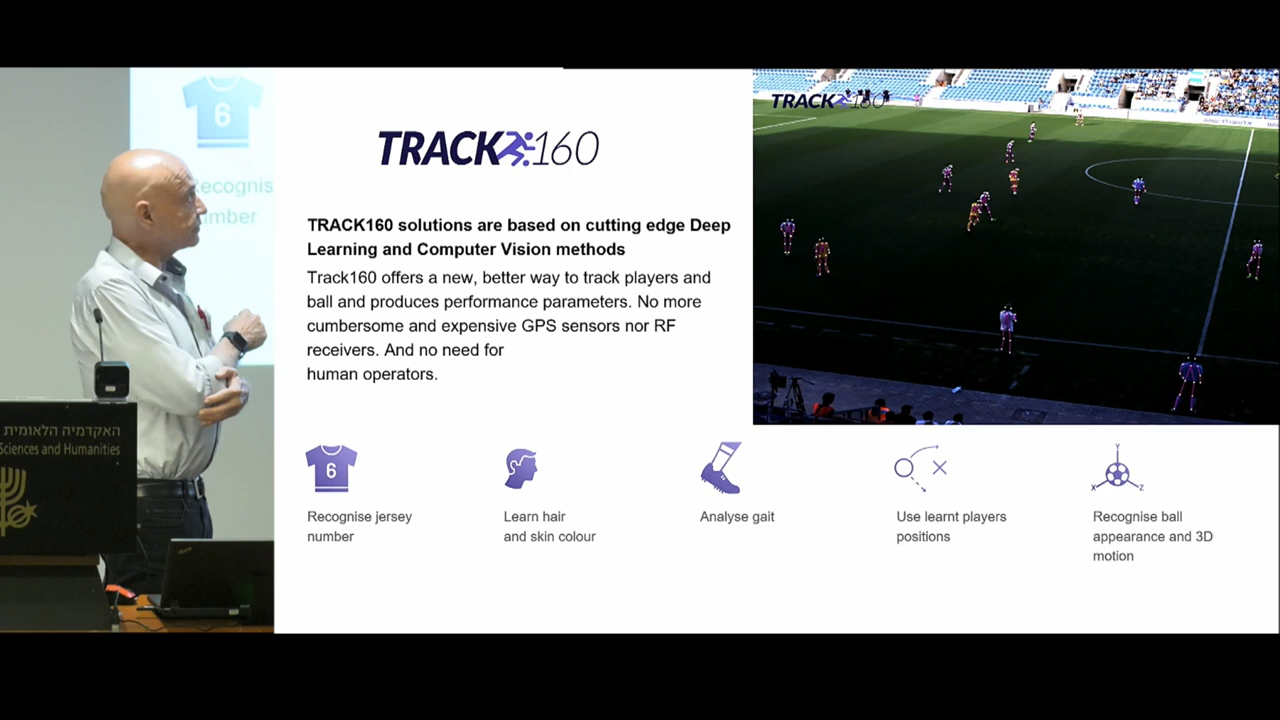 6
Recognis
TRACK160
TRACK160 solutions are based on cutting edge Deep
Learning and Computer Vision methods
Track160 offers a new, better way to track players and
ball and produces performance parameters. No more
cumbersome and expensive GPS sensors nor RF
receivers. And no need for
human operators.
TRACK160
האקדמיה הלאומית
Sciences and Humanities
6
Recognise jersey
number
Learn hair
and skin colour
Analyse gait
Use learnt players
positions
Y
X
Z
Recognise ball
appearance and 3D
motion